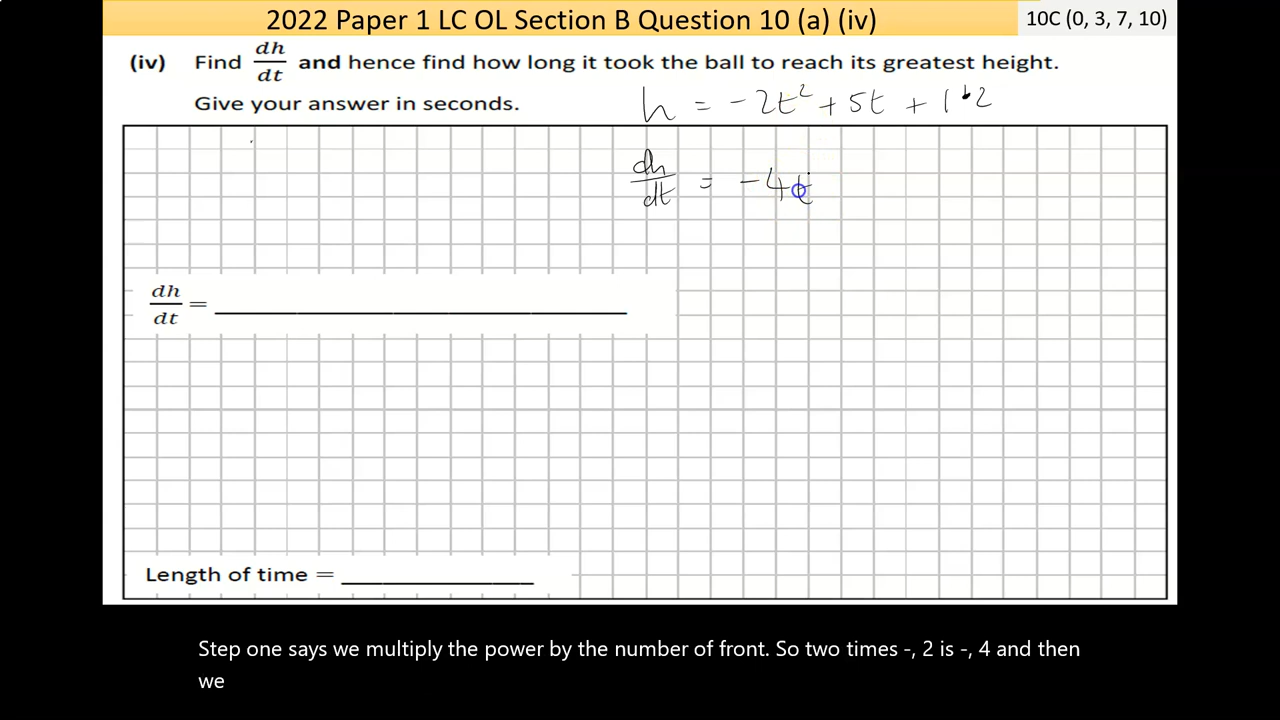 2022 Paper 1 LC OL Section B Question 10 (a) (iv)
10C (0, 3, 7, 10)
(iv) Find dh/dt and hence find how long it took the ball to reach its greatest height.
Give your answer in seconds.
h = -2t² + 5t + 1·2
dh/dt = -4t
dh/dt = ____________________
Length of time = ____________
Step one says we multiply the power by the number of front. So two times -, 2 is -, 4 and then
we